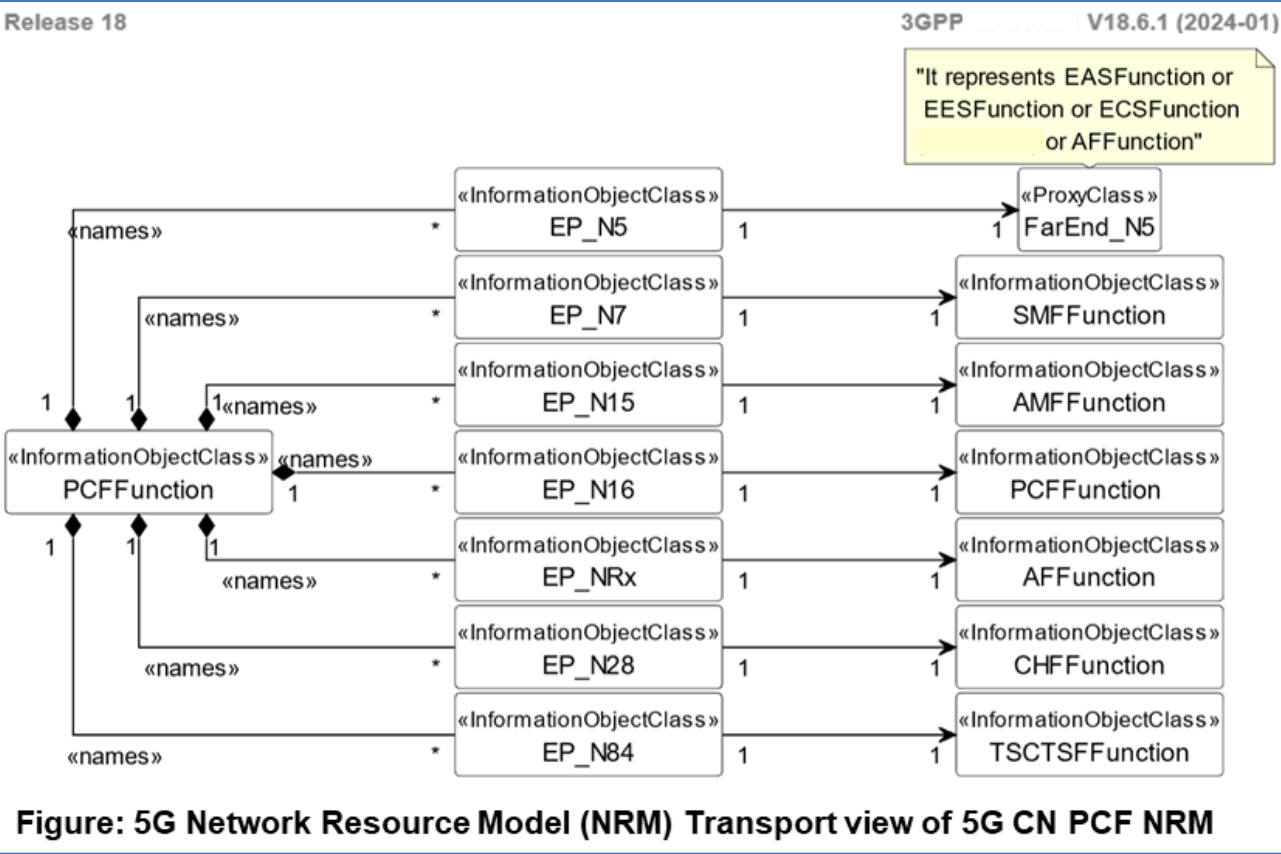 Release 18
3GPP
V18.6.1 (2024-01)
"It represents EASFunction or
EESFunction or ECSFunction
or AFFunction"
«InformationObjectClass»
EP_N5
«ProxyClass»
FarEnd_N5
«names»
*
1
1
«InformationObjectClass»
EP_N7
«InformationObjectClass»
SMFFunction
«names»
*
1
1
«InformationObjectClass»
EP_N15
«InformationObjectClass»
AMFFunction
1
1
1
«names»
*
1
1
«InformationObjectClass»
PCFFunction
«names»
1
*
«InformationObjectClass»
EP_N16
1
1
«InformationObjectClass»
PCFFunction
1
1
1
«InformationObjectClass»
EP_NRx
«InformationObjectClass»
AFFunction
«names»
*
1
1
«InformationObjectClass»
EP_N28
«InformationObjectClass»
CHFFunction
«names»
*
1
1
«InformationObjectClass»
EP_N84
«InformationObjectClass»
TSCTSFFunction
«names»
*
1
1
Figure: 5G Network Resource Model (NRM) Transport view of 5G CN PCF NRM